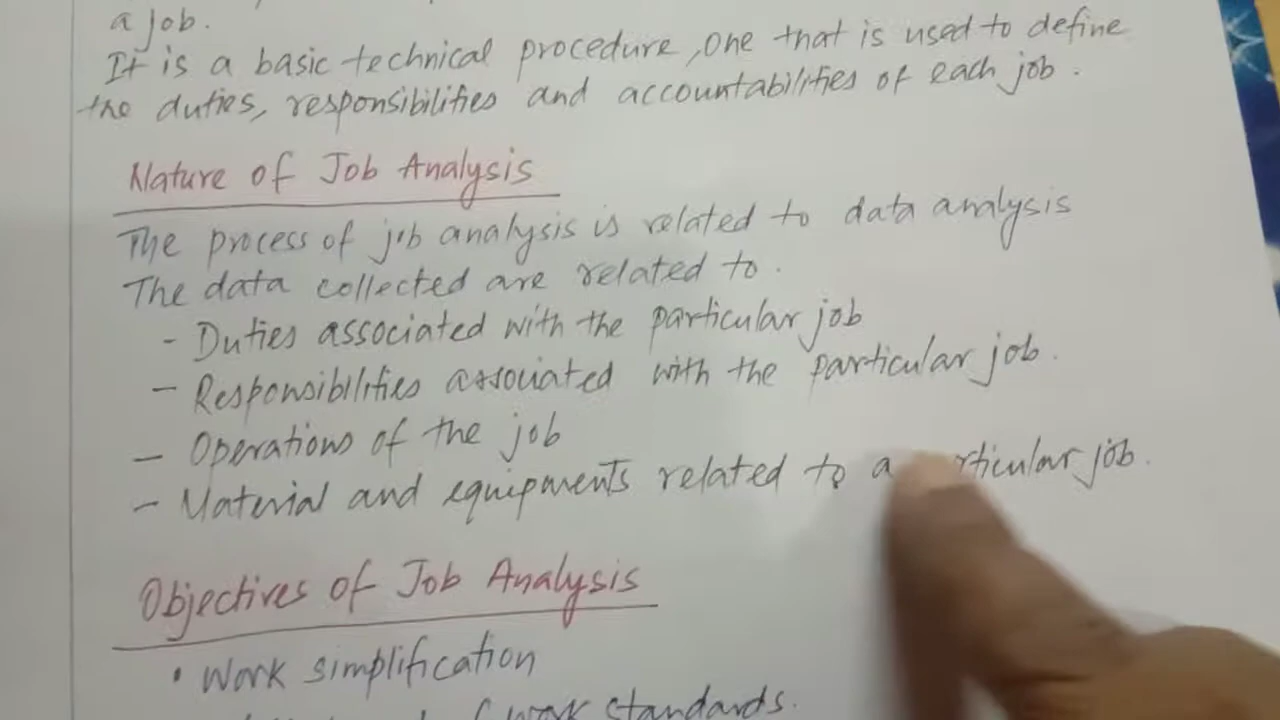 a job.
It is a basic technical procedure, one that is used to define
the duties, responsibilities and accountabilities of each job.
Nature of Job Analysis
The process of job analysis is related to data analysis
The data collected are related to.
- Duties associated with the particular job
- Responsibilities associated with the particular job.
- Operations of the job
- Material and equipments related to a rticular job.
Objectives of Job Analysis
• Work simplification
work standards.